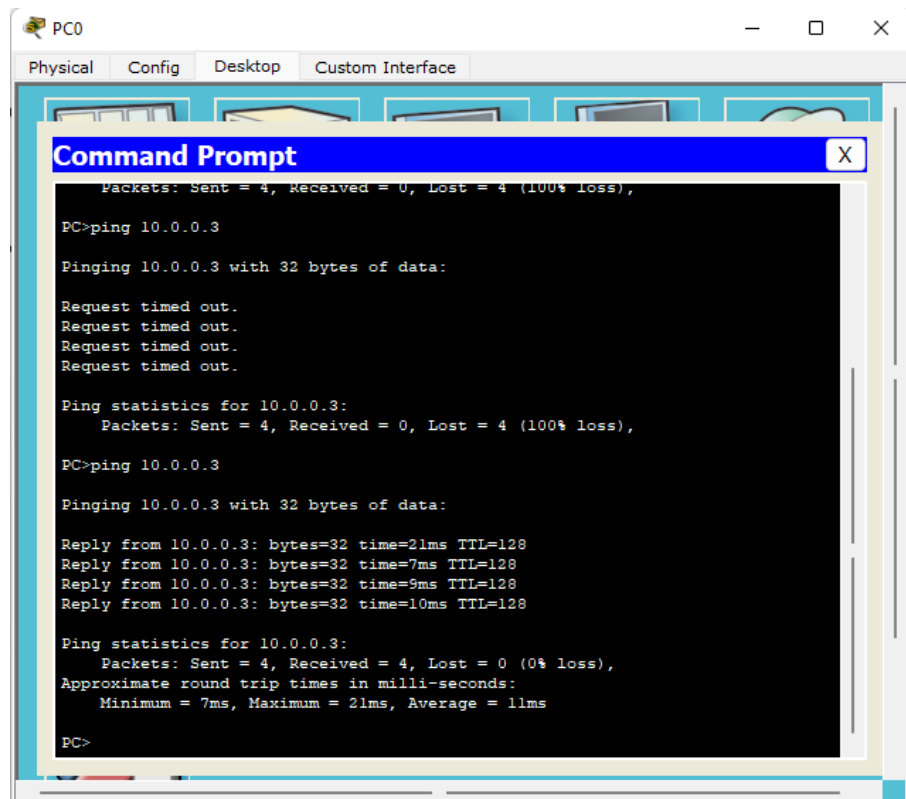 PC0
Physical Config Desktop Custom Interface
Command Prompt X
Packets: Sent = 4, Received = 0, Lost = 4 (100% loss),
PC>ping 10.0.0.3
Pinging 10.0.0.3 with 32 bytes of data:
Request timed out.
Request timed out.
Request timed out.
Request timed out.
Ping statistics for 10.0.0.3:
Packets: Sent = 4, Received = 0, Lost = 4 (100% loss),
PC>ping 10.0.0.3
Pinging 10.0.0.3 with 32 bytes of data:
Reply from 10.0.0.3: bytes=32 time=21ms TTL=128
Reply from 10.0.0.3: bytes=32 time=7ms TTL=128
Reply from 10.0.0.3: bytes=32 time=9ms TTL=128
Reply from 10.0.0.3: bytes=32 time=10ms TTL=128
Ping statistics for 10.0.0.3:
Packets: Sent = 4, Received = 4, Lost = 0 (0% loss),
Approximate round trip times in milli-seconds:
Minimum = 7ms, Maximum = 21ms, Average = 11ms
PC>